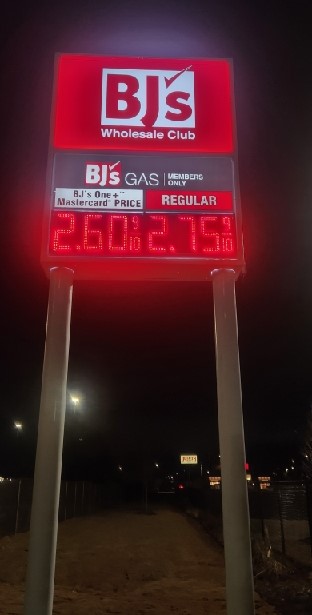 BJ's
Wholesale Club
BJ's GAS MEMBERS
ONLY
BJ's One+™
Mastercard® PRICE
REGULAR
2.60 9/10 2.75 9/10